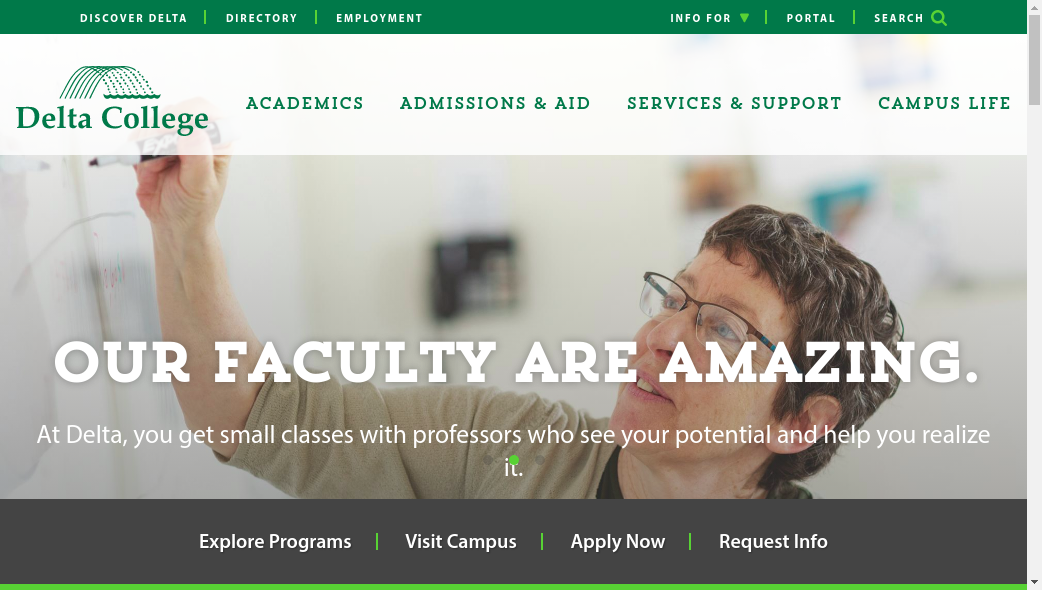 DISCOVER DELTA
DIRECTORY
EMPLOYMENT
INFO FOR
PORTAL
SEARCH
Delta College
ACADEMICS
ADMISSIONS & AID
SERVICES & SUPPORT
CAMPUS LIFE
EXPO
OUR FACULTY ARE AMAZING.
At Delta, you get small classes with professors who see your potential and help you realize
it.
Explore Programs
Visit Campus
Apply Now
Request Info